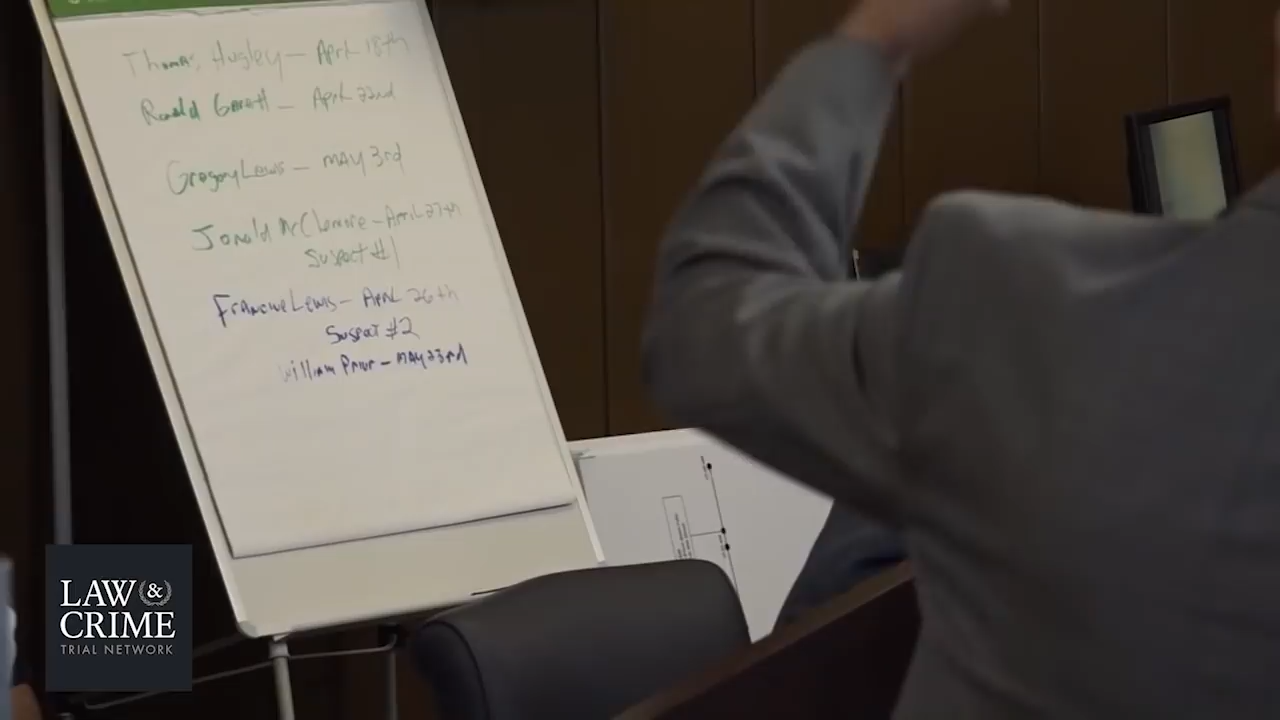 Thomas Hugley — April 18th
Ronald Garrett — April 22nd
Gregory Lewis — MAY 3rd
Jonald McClemore — April 27th
Suspect #1
Francine Lewis — April 26th
Suspect #2
William Prior — MAY 23rd
LAW &
CRIME
TRIAL NETWORK